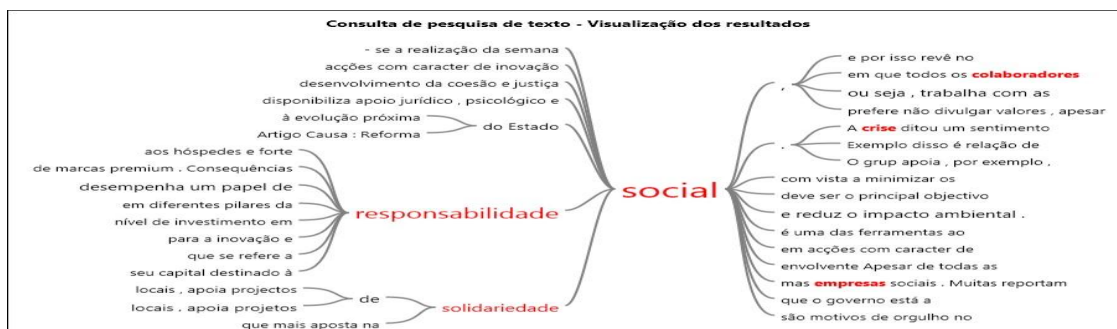 Consulta de pesquisa de texto - Visualização dos resultados
- se a realização da semana
acções com caracter de inovação
desenvolvimento da coesão e justiça
disponibiliza apoio jurídico , psicológico e
à evolução próxima
Artigo Causa : Reforma
do Estado
aos hóspedes e forte
de marcas premium . Consequências
desempenha um papel de
em diferentes pilares da
nível de investimento em
para a inovação e
que se refere a
seu capital destinado à
responsabilidade
locais , apoia projectos
locais , apoia projetos
de
que mais aposta na
solidariedade
social
,
e por isso revê no
em que todos os colaboradores
ou seja , trabalha com as
prefere não divulgar valores , apesar
.
A crise ditou um sentimento
Exemplo disso é relação de
O grup apoia , por exemplo ,
com vista a minimizar os
deve ser o principal objectivo
e reduz o impacto ambiental .
é uma das ferramentas ao
em acções com caracter de
envolvente Apesar de todas as
mas empresas sociais . Muitas reportam
que o governo está a
são motivos de orgulho no